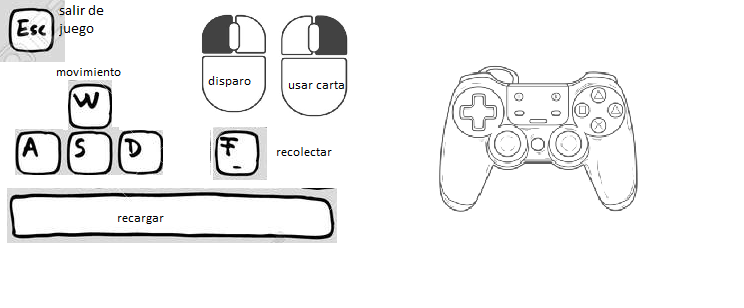 Esc
salir de
juego
movimiento
W
A S D
disparo
usar carta
F
recolectar
recargar